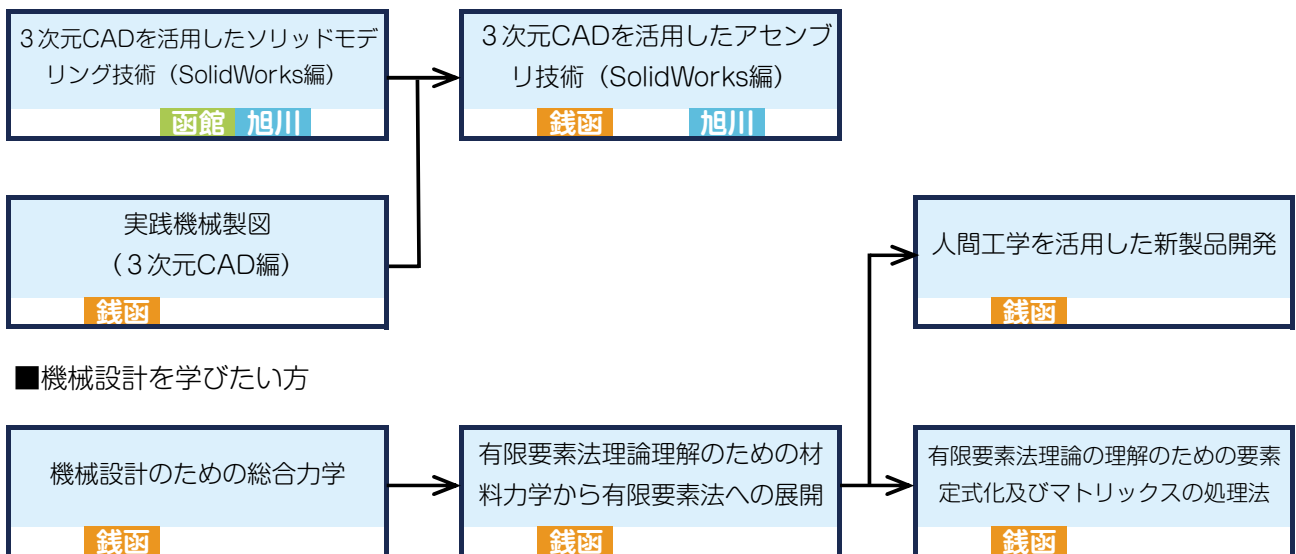 ３次元CADを活用したソリッドモデ
リング技術（SolidWorks編）
函館 旭川
３次元CADを活用したアセンブ
リ技術（SolidWorks編）
銭函 旭川
実践機械製図
（３次元CAD編）
銭函
人間工学を活用した新製品開発
銭函
■機械設計を学びたい方
機械設計のための総合力学
銭函
有限要素法理論理解のための材
料力学から有限要素法への展開
銭函
有限要素法理論の理解のための要素
定式化及びマトリックスの処理法
銭函